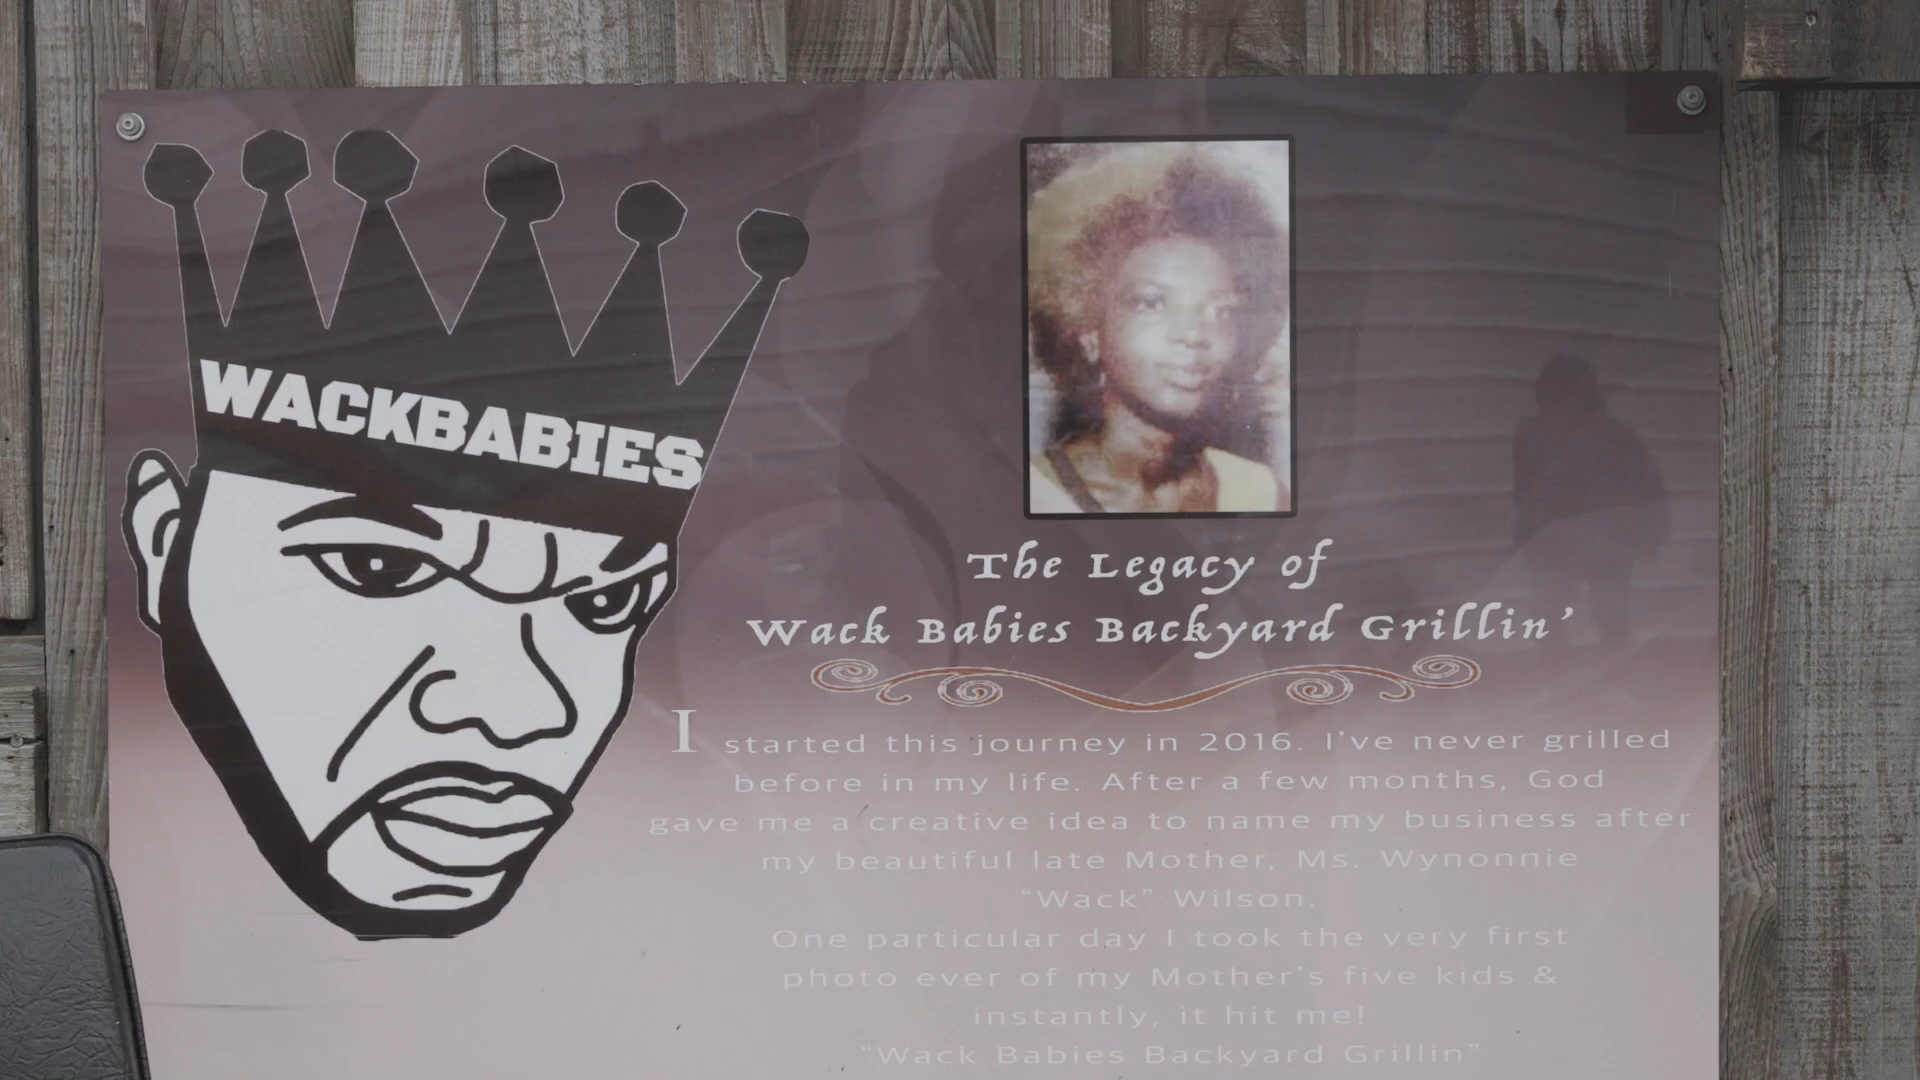 WACKBABIES
The Legacy of
Wack Babies Backyard Grillin’
I started this journey in 2016. I’ve never grilled
before in my life. After a few months, God
gave me a creative idea to name my business after
my beautiful late Mother, Ms. Wynonnie
“Wack” Wilson.
One particular day I took the very first
photo ever of my Mother’s five kids &
instantly, it hit me!
“Wack Babies Backyard Grillin”